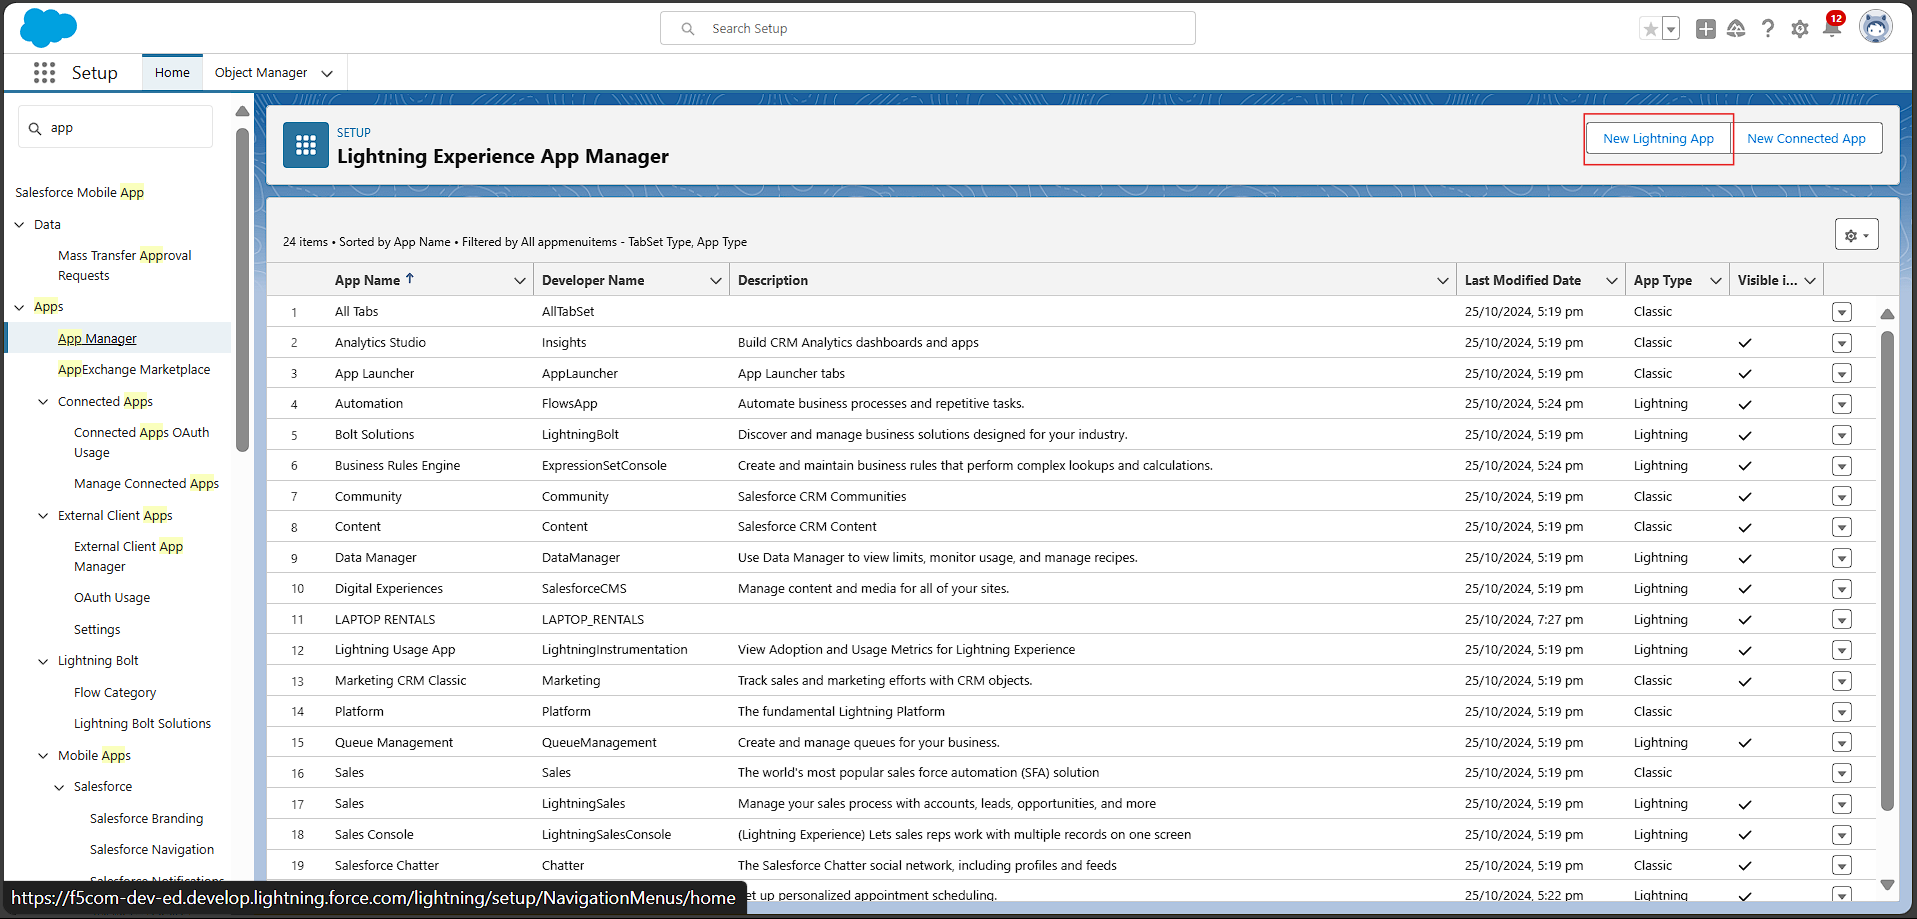 Search Setup
12
Setup
Home
Object Manager
app
Salesforce Mobile App
Data
Mass Transfer Approval
Requests
Apps
App Manager
AppExchange Marketplace
Connected Apps
Connected Apps OAuth
Usage
Manage Connected Apps
External Client Apps
External Client App
Manager
OAuth Usage
Settings
Lightning Bolt
Flow Category
Lightning Bolt Solutions
Mobile Apps
Salesforce
Salesforce Branding
Salesforce Navigation
Salesforce Notifications
SETUP
Lightning Experience App Manager
New Lightning App
New Connected App
24 items • Sorted by App Name • Filtered by All appmenuitems - TabSet Type, App Type
App Name ↑ Developer Name Description Last Modified Date App Type Visible i...
1 All Tabs AllTabSet 25/10/2024, 5:19 pm Classic
2 Analytics Studio Insights Build CRM Analytics dashboards and apps 25/10/2024, 5:19 pm Classic
3 App Launcher AppLauncher App Launcher tabs 25/10/2024, 5:19 pm Classic
4 Automation FlowsApp Automate business processes and repetitive tasks. 25/10/2024, 5:24 pm Lightning
5 Bolt Solutions LightningBolt Discover and manage business solutions designed for your industry. 25/10/2024, 5:19 pm Lightning
6 Business Rules Engine ExpressionSetConsole Create and maintain business rules that perform complex lookups and calculations. 25/10/2024, 5:24 pm Lightning
7 Community Community Salesforce CRM Communities 25/10/2024, 5:19 pm Classic
8 Content Content Salesforce CRM Content 25/10/2024, 5:19 pm Classic
9 Data Manager DataManager Use Data Manager to view limits, monitor usage, and manage recipes. 25/10/2024, 5:19 pm Lightning
10 Digital Experiences SalesforceCMS Manage content and media for all of your sites. 25/10/2024, 5:19 pm Lightning
11 LAPTOP RENTALS LAPTOP_RENTALS 25/10/2024, 7:27 pm Lightning
12 Lightning Usage App LightningInstrumentation View Adoption and Usage Metrics for Lightning Experience 25/10/2024, 5:19 pm Lightning
13 Marketing CRM Classic Marketing Track sales and marketing efforts with CRM objects. 25/10/2024, 5:19 pm Classic
14 Platform Platform The fundamental Lightning Platform 25/10/2024, 5:19 pm Classic
15 Queue Management QueueManagement Create and manage queues for your business. 25/10/2024, 5:19 pm Lightning
16 Sales Sales The world's most popular sales force automation (SFA) solution 25/10/2024, 5:19 pm Classic
17 Sales LightningSales Manage your sales process with accounts, leads, opportunities, and more 25/10/2024, 5:19 pm Lightning
18 Sales Console LightningSalesConsole (Lightning Experience) Lets sales reps work with multiple records on one screen 25/10/2024, 5:19 pm Lightning
19 Salesforce Chatter Chatter The Salesforce Chatter social network, including profiles and feeds 25/10/2024, 5:19 pm Classic
et up personalized appointment scheduling. 25/10/2024, 5:22 pm Lightning
https://f5com-dev-ed.develop.lightning.force.com/lightning/setup/NavigationMenus/home